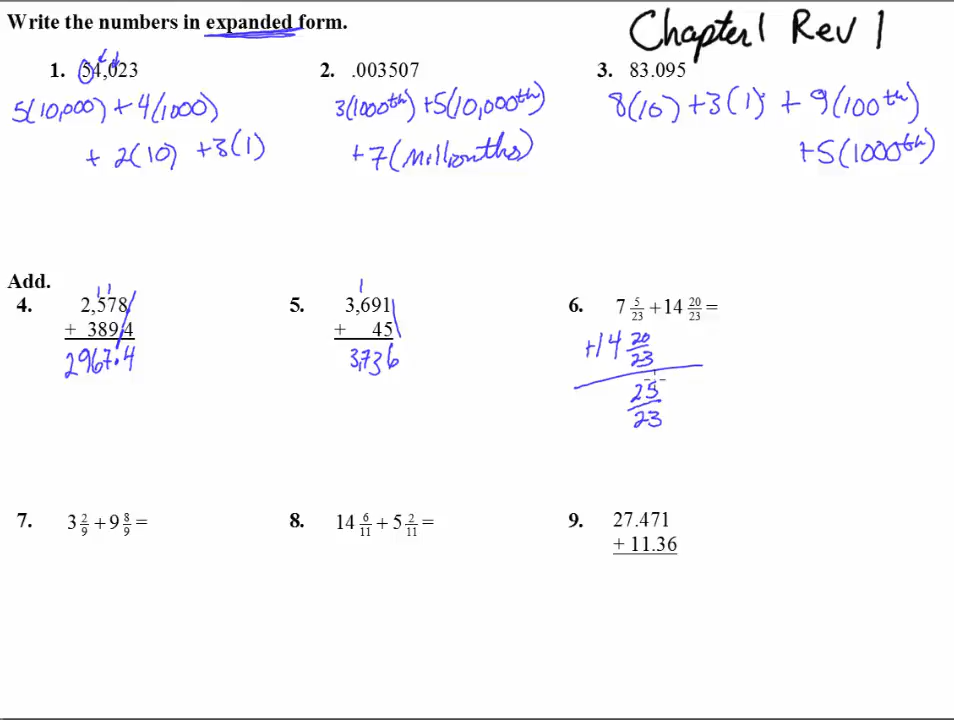 Write the numbers in expanded form.
Chapter 1 Rev 1
1. 54,023
2. .003507
3. 83.095
5(10,000) + 4(1000)
+ 2(10) +3(1)
3(1000th) +5(10,000th)
+7(Millionths)
8(10) +3(1) + 9(100th)
+5(1000th)
Add.
4. 2,578
+ 389.4
2967.4
5. 3,691
+ 45
3,736
6. 7 5/23 + 14 20/23 =
+14 20/23
25/23
7. 3 2/9 + 9 8/9 =
8. 14 6/11 + 5 2/11 =
9. 27.471
+ 11.36